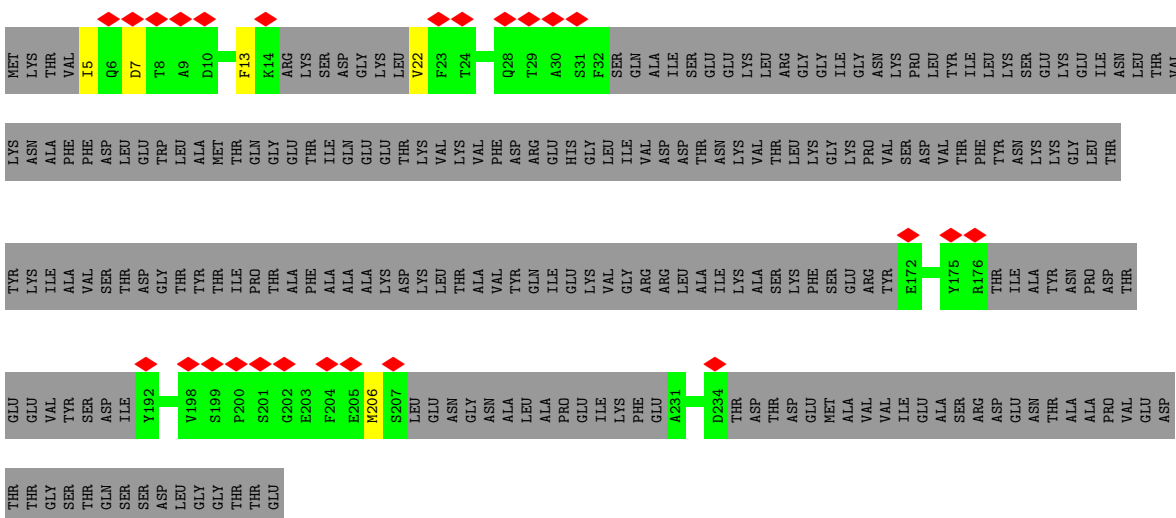 MET LYS THR VAL I5 Q6 D7 T8 A9 D10 F13 K14 ARG LYS SER ASP GLY LYS LEU V22 F23 T24 Q28 T29 A30 S31 F32 SER GLN ALA ILE SER GLU GLU LYS LEU ARG GLY GLY ILE GLY ASN LYS PRO LEU TYR ILE LEU LYS SER GLU LYS GLU ILE ASN LEU THR VAL
LYS ASN ALA PHE PHE ASP LEU GLU TRP LEU ALA MET THR GLN GLY GLU THR ILE GLN GLU GLU THR LYS VAL LYS VAL PHE ASP ARG GLU HIS GLY LEU ILE VAL ASP ASP THR ASN LYS VAL THR LEU LYS GLY LYS PRO VAL SER ASP VAL THR PHE TYR ASN LYS LYS GLY LEU THR
TYR LYS ILE ALA VAL SER THR ASP GLY THR TYR THR ILE PRO THR ALA PHE ALA ALA ALA LYS ASP LYS LEU THR ALA VAL TYR GLN ILE GLU LYS VAL GLY ARG ARG LEU ALA ILE LYS ALA SER LYS PHE SER GLU ARG TYR E172 Y175 R176 THR ILE ALA TYR ASN PRO ASP THR
GLU GLU VAL TYR SER ASP ILE Y192 V198 S199 P200 S201 G202 E203 F204 E205 M206 S207 LEU GLU ASN GLY ASN ALA LEU ALA PRO GLU ILE LYS PHE GLU A231 D234 THR ASP THR ASP GLU MET ALA VAL VAL ILE GLU ALA SER ARG ASP GLU ASN THR ALA ALA PRO VAL GLU ASP
THR THR GLY SER THR GLN SER SER ASP LEU GLY GLY THR THR GLU